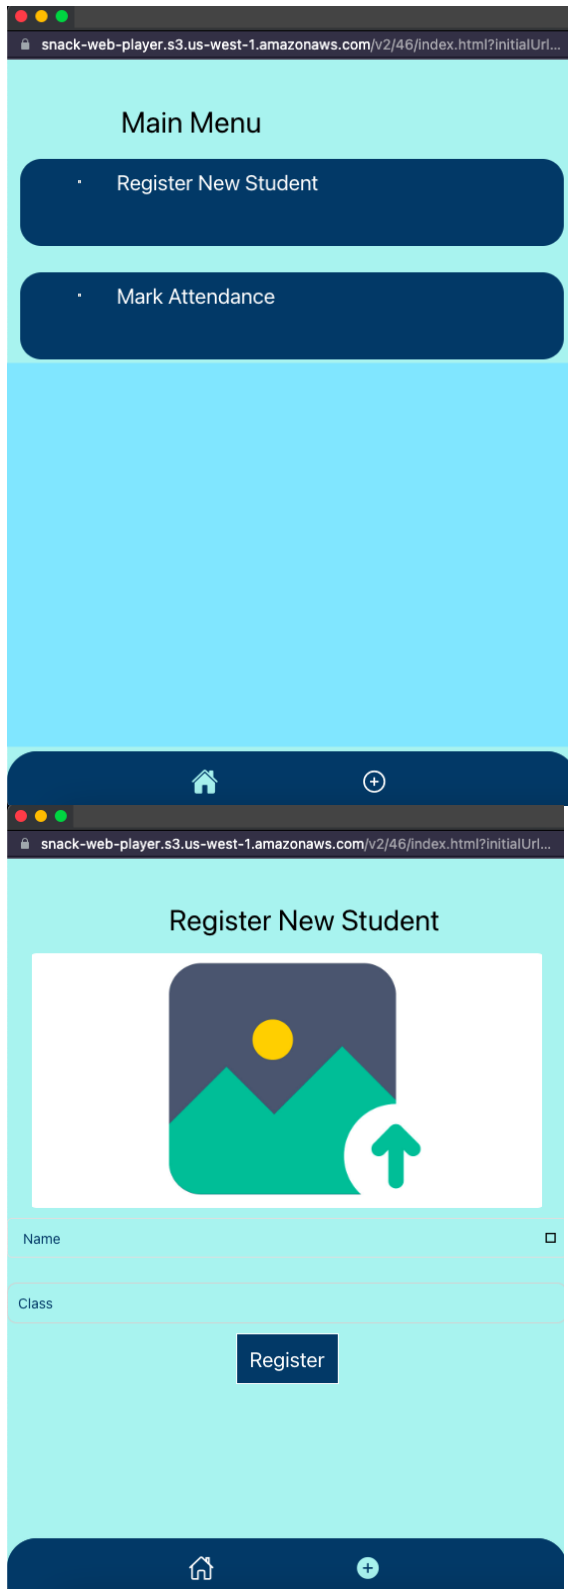 snack-web-player.s3.us-west-1.amazonaws.com/v2/46/index.html?initialUrl...
Main Menu
Register New Student
Mark Attendance
snack-web-player.s3.us-west-1.amazonaws.com/v2/46/index.html?initialUrl...
Register New Student
Name
Class
Register